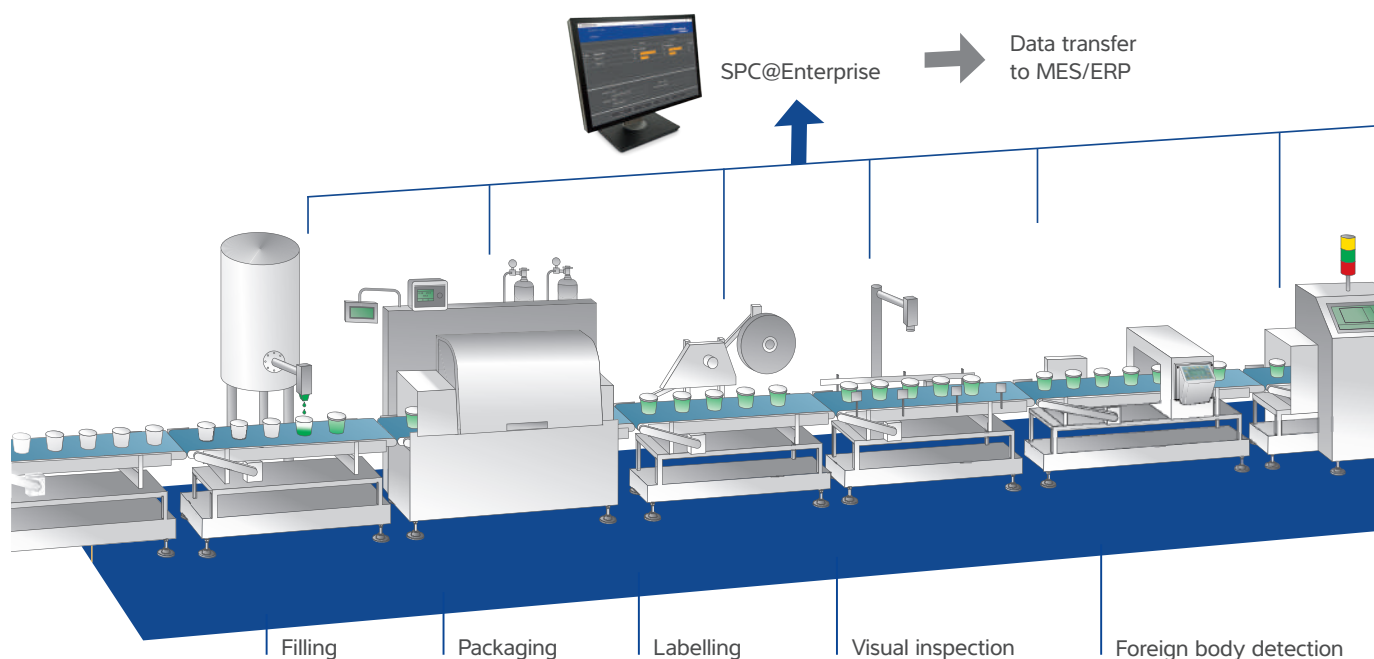 SPC@Enterprise
Data transfer
to MES/ERP
Filling
Packaging
Labelling
Visual inspection
Foreign body detection